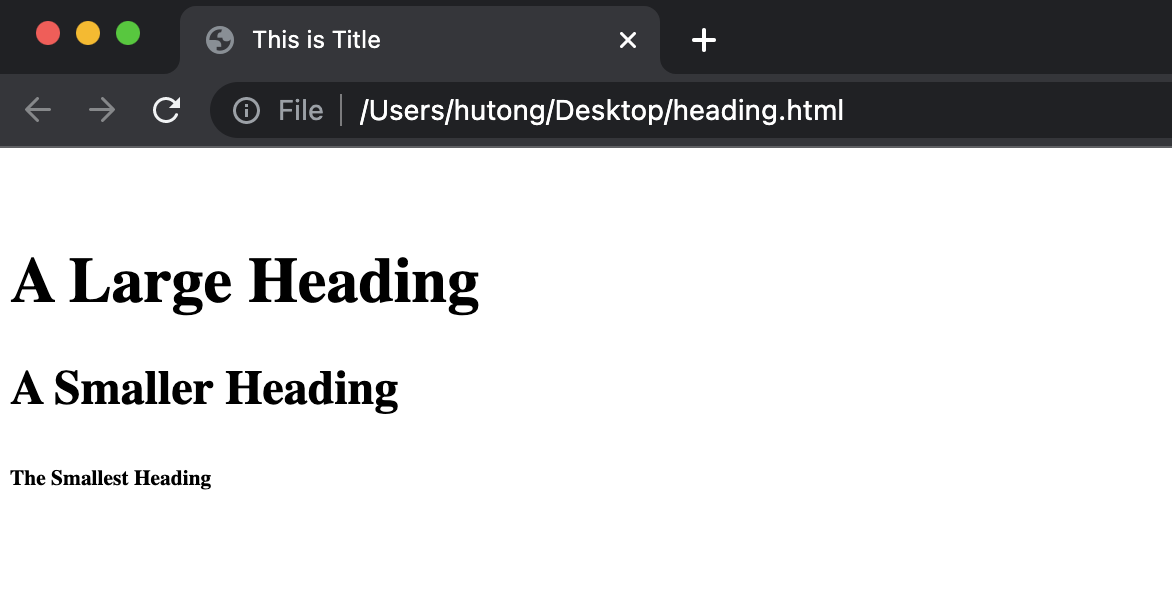 This is Title
File /Users/hutong/Desktop/heading.html
A Large Heading
A Smaller Heading
The Smallest Heading